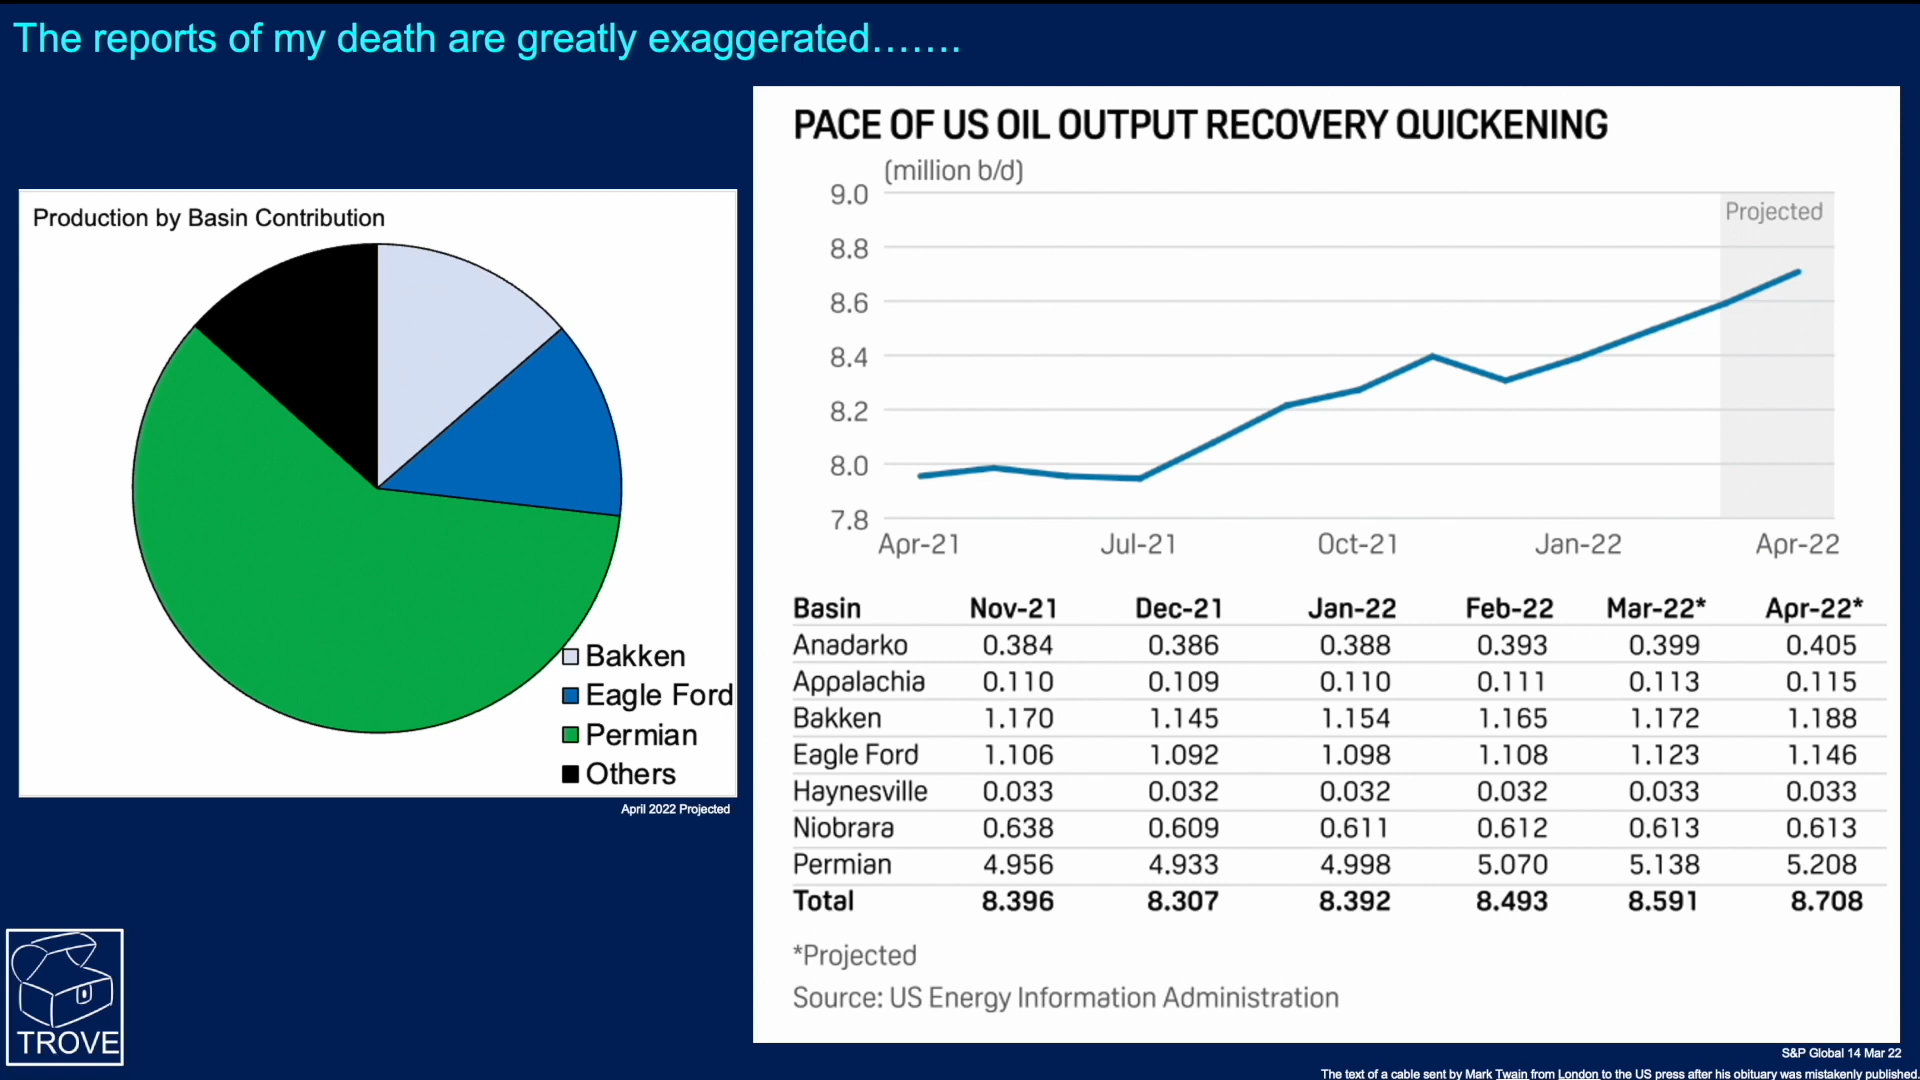 The reports of my death are greatly exaggerated.......
Production by Basin Contribution
Bakken
Eagle Ford
Permian
Others
April 2022 Projected
PACE OF US OIL OUTPUT RECOVERY QUICKENING
(million b/d)
9.0
Projected
8.8
8.6
8.4
8.2
8.0
7.8
Apr-21 Jul-21 Oct-21 Jan-22 Apr-22
Basin Nov-21 Dec-21 Jan-22 Feb-22 Mar-22* Apr-22*
Anadarko 0.384 0.386 0.388 0.393 0.399 0.405
Appalachia 0.110 0.109 0.110 0.111 0.113 0.115
Bakken 1.170 1.145 1.154 1.165 1.172 1.188
Eagle Ford 1.106 1.092 1.098 1.108 1.123 1.146
Haynesville 0.033 0.032 0.032 0.032 0.033 0.033
Niobrara 0.638 0.609 0.611 0.612 0.613 0.613
Permian 4.956 4.933 4.998 5.070 5.138 5.208
Total 8.396 8.307 8.392 8.493 8.591 8.708
*Projected
Source: US Energy Information Administration
TROVE
S&P Global 14 Mar 22
The text of a cable sent by Mark Twain from London to the US press after his obituary was mistakenly published.